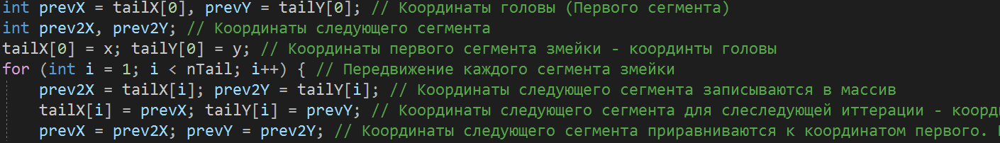 int prevX = tailX[0], prevY = tailY[0]; // Координаты головы (Первого сегмента)
int prev2X, prev2Y; // Координаты следующего сегмента
tailX[0] = x; tailY[0] = y; // Координаты первого сегмента змейки - координты головы
for (int i = 1; i < nTail; i++) { // Передвижение каждого сегмента змейки
prev2X = tailX[i]; prev2Y = tailY[i]; // Координаты следующего сегмента записываются в массив
tailX[i] = prevX; tailY[i] = prevY; // Координаты следующего сегмента для слеследующей иттерации -
prevX = prev2X; prevY = prev2Y; // Координаты следующего сегмента приравниваются к координатом первого.